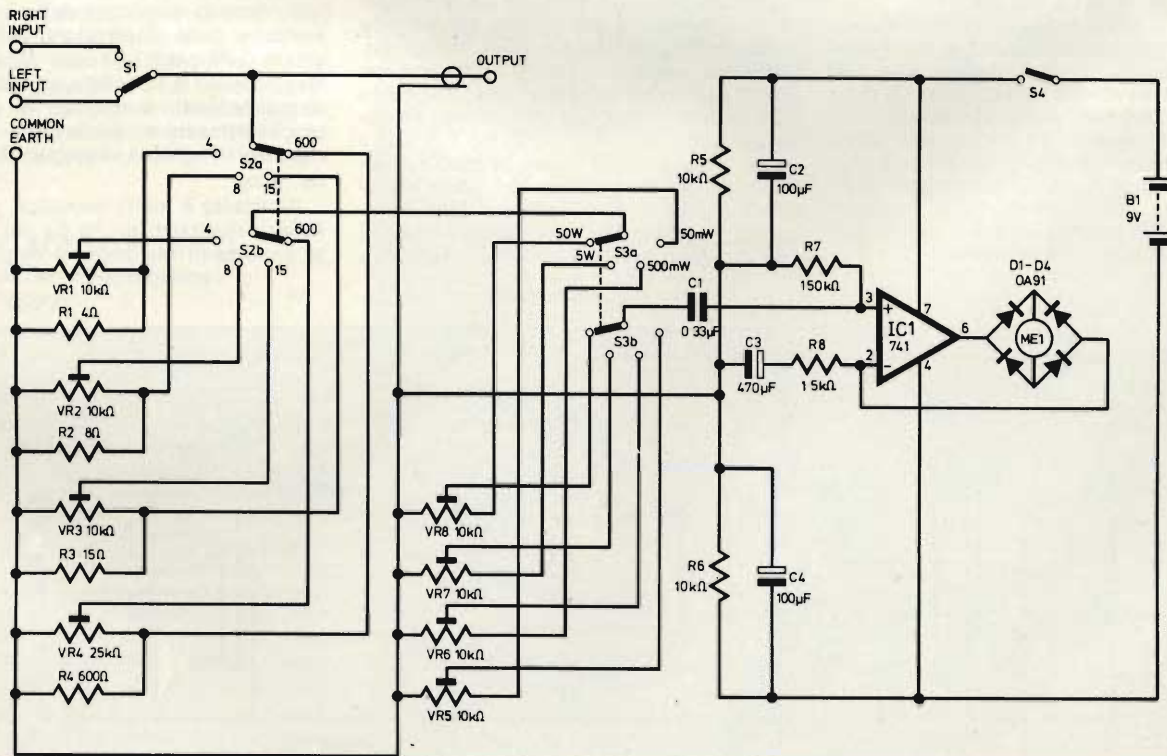 RIGHT
INPUT
LEFT
INPUT
S1
COMMON
EARTH
OUTPUT
4
S2a
600
8
15
4
S2b
600
8
15
VR1 10kΩ
R1 4Ω
VR2 10kΩ
R2 8Ω
VR3 10kΩ
R3 15Ω
VR4 25kΩ
R4 600Ω
50W
S3a
50mW
5W
500mW
S3b
C1
0 33µF
VR8 10kΩ
VR7 10kΩ
VR6 10kΩ
VR5 10kΩ
R5
10kΩ
C2
100µF
R7
150kΩ
C3
470µF
R8
1 5kΩ
3
+
IC1
741
2
−
7
6
4
D1-D4
OA91
ME1
S4
B1
9V
R6
10kΩ
C4
100µF